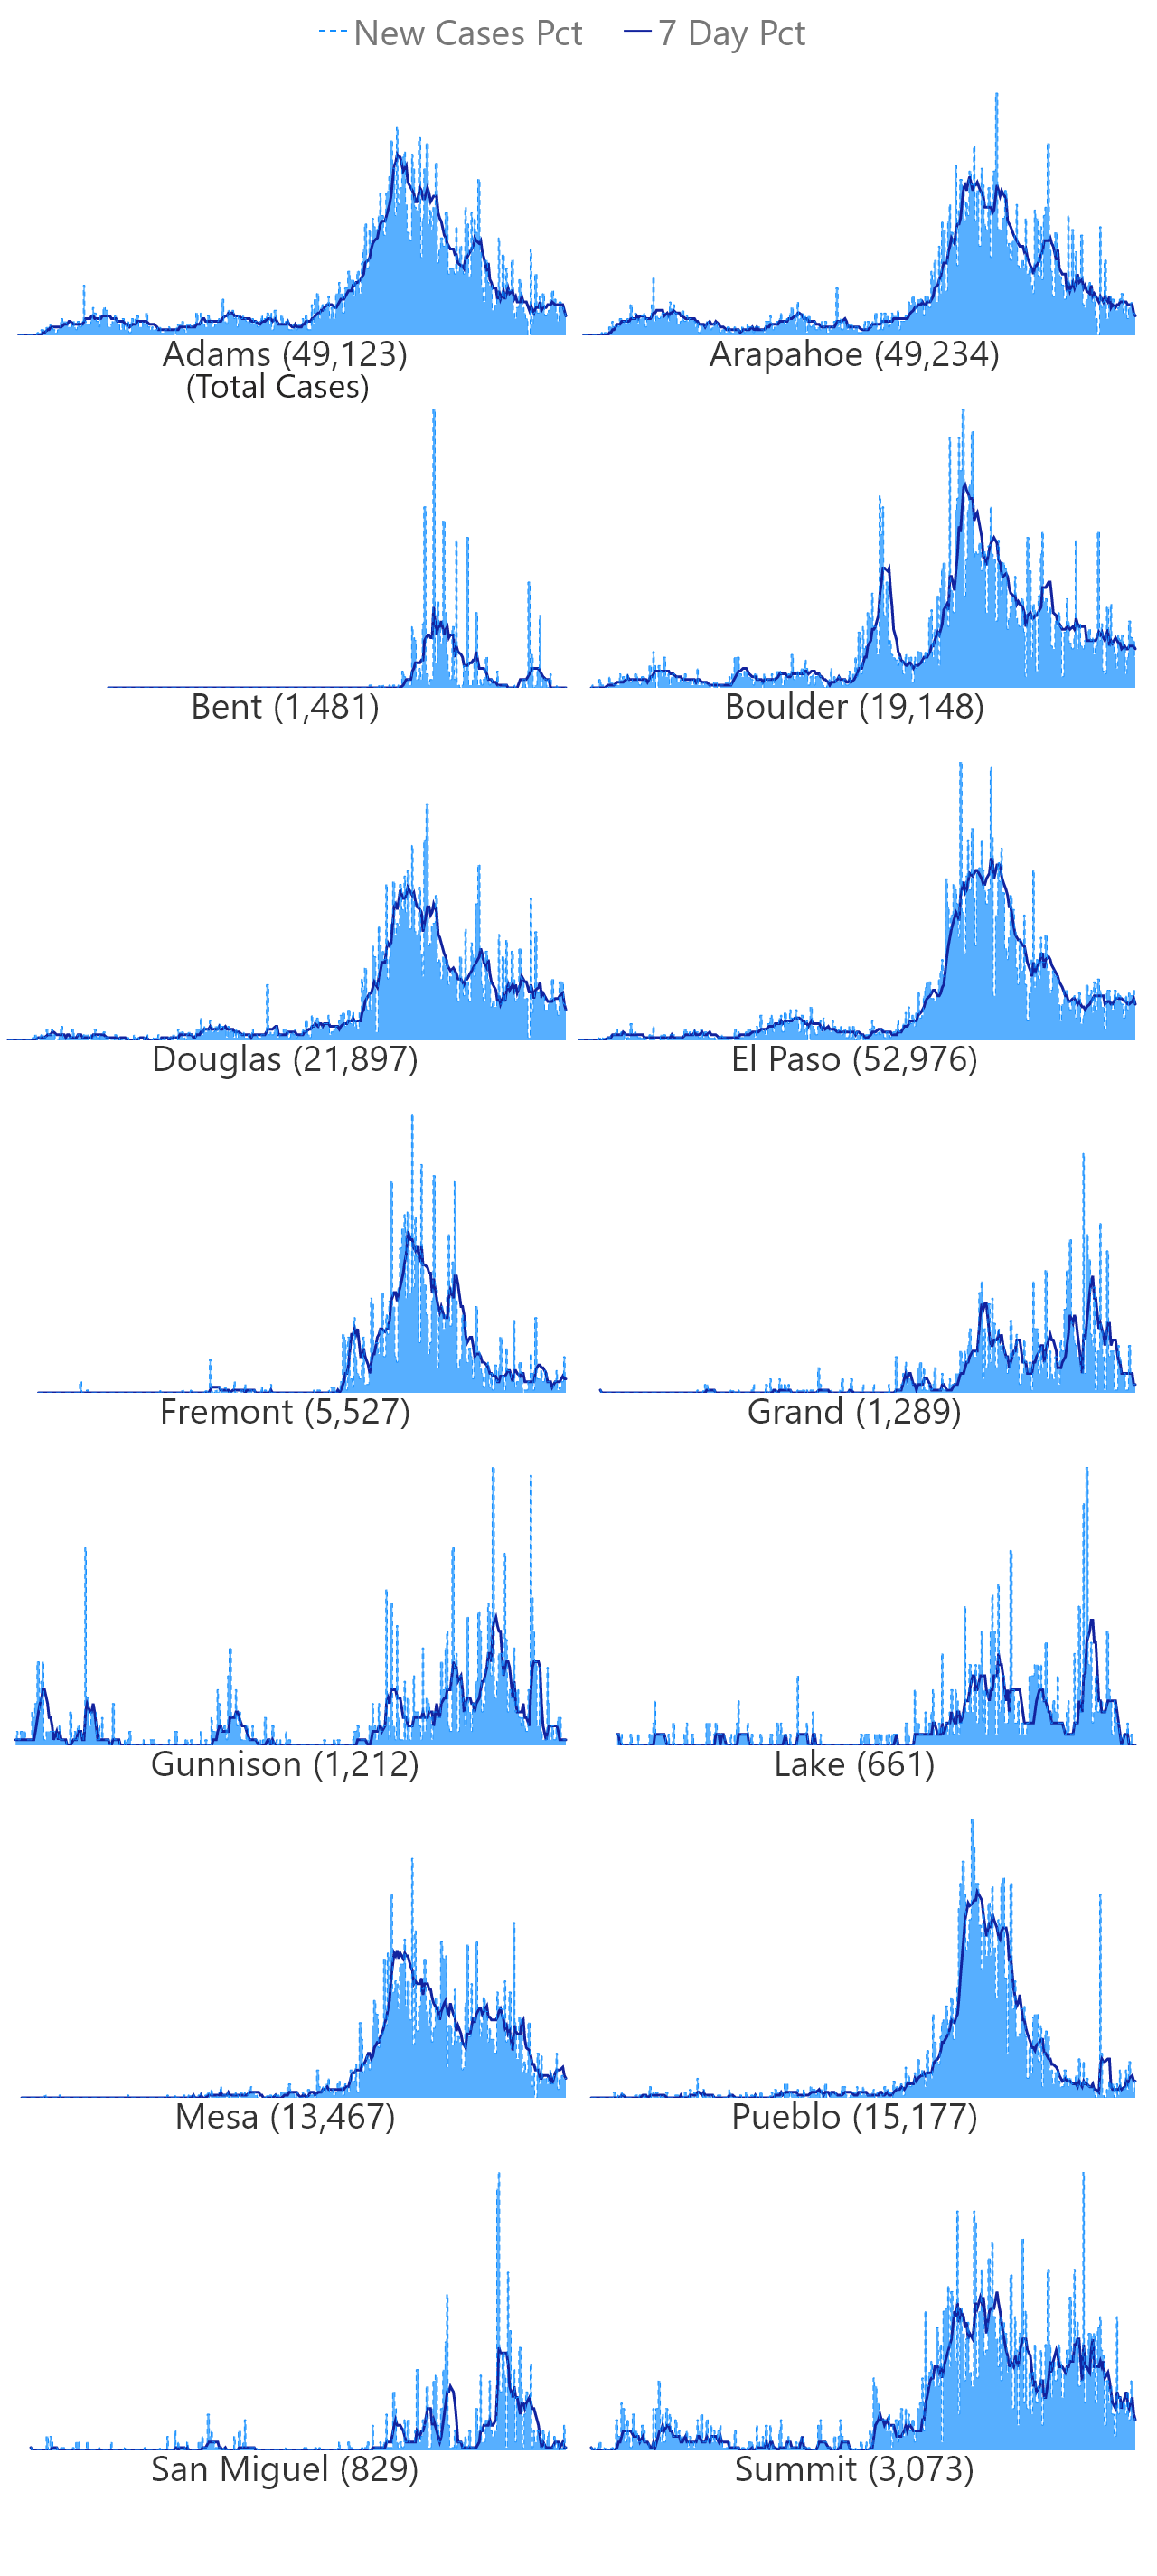 New Cases Pct 7 Day Pct
Adams (49,123) Arapahoe (49,234)
(Total Cases)
Bent (1,481) Boulder (19,148)
Douglas (21,897) El Paso (52,976)
Fremont (5,527) Grand (1,289)
Gunnison (1,212) Lake (661)
Mesa (13,467) Pueblo (15,177)
San Miguel (829) Summit (3,073)